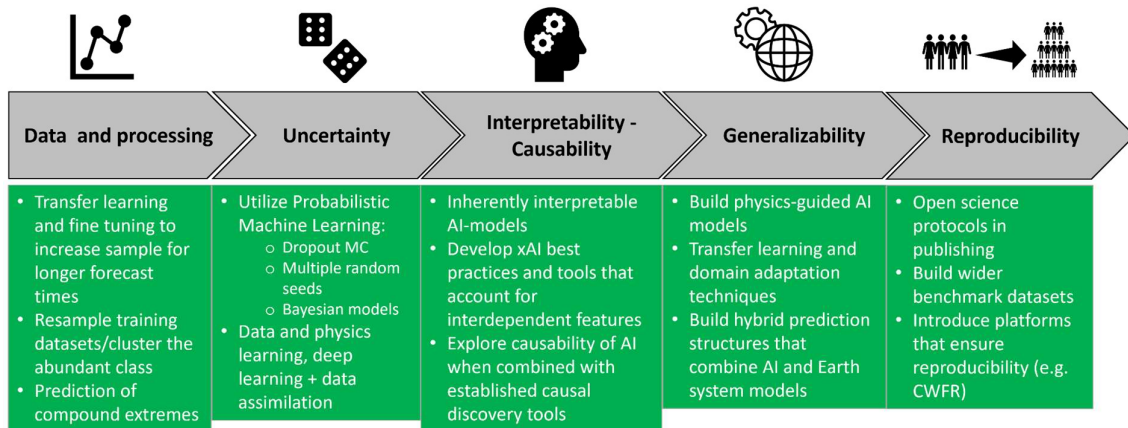 Data and processing
Uncertainty
Interpretability -
Causability
Generalizability
Reproducibility
• Transfer learning
and fine tuning to
increase sample for
longer forecast
times
• Resample training
datasets/cluster the
abundant class
• Prediction of
compound extremes
• Utilize Probabilistic
Machine Learning:
o Dropout MC
o Multiple random
seeds
o Bayesian models
• Data and physics
learning, deep
learning + data
assimilation
• Inherently interpretable
AI-models
• Develop xAI best
practices and tools that
account for
interdependent features
• Explore causability of AI
when combined with
established causal
discovery tools
• Build physics-guided AI
models
• Transfer learning and
domain adaptation
techniques
• Build hybrid prediction
structures that
combine AI and Earth
system models
• Open science
protocols in
publishing
• Build wider
benchmark datasets
• Introduce platforms
that ensure
reproducibility (e.g.
CWFR)